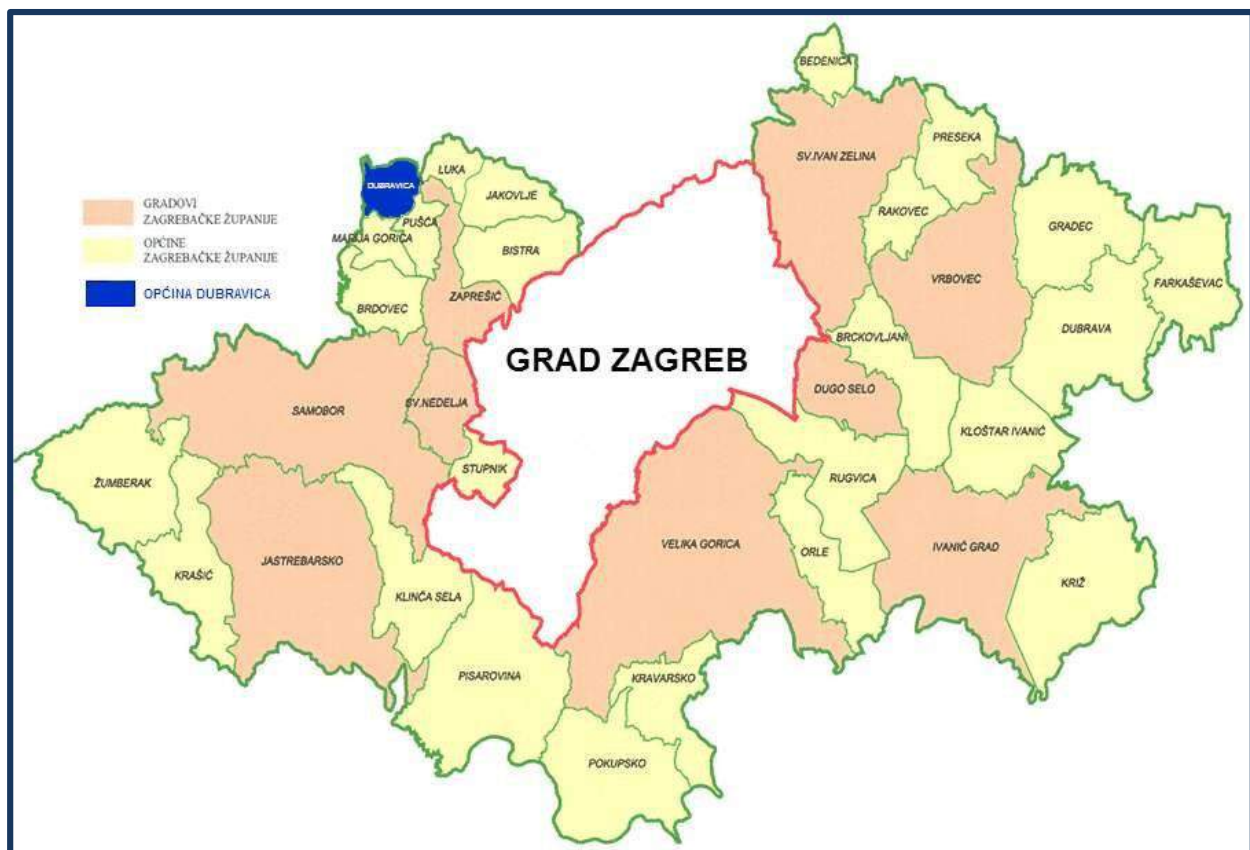 BEDENICA
PRESEKA
SV.IVAN ZELINA
LUKA
DUBRAVICA
JAKOVLJE
GRADOVI
ZAGREBAČKE ŽUPANIJE
RAKOVEC
PUŠĆA
GRADEC
MARIJA GORICA
BISTRA
OPĆINE
ZAGREBAČKE ŽUPANIJE
VRBOVEC
FARKAŠEVAC
OPĆINA DUBRAVICA
ZAPREŠIĆ
BRDOVEC
DUBRAVA
BRCKOVLJANI
GRAD ZAGREB
DUGO SELO
SV.NEDELJA
SAMOBOR
KLOŠTAR IVANIĆ
STUPNIK
ŽUMBERAK
RUGVICA
VELIKA GORICA
IVANIĆ GRAD
ORLE
JASTREBARSKO
KRAŠIĆ
KRIŽ
KLINČA SELA
PISAROVINA
KRAVARSKO
POKUPSKO